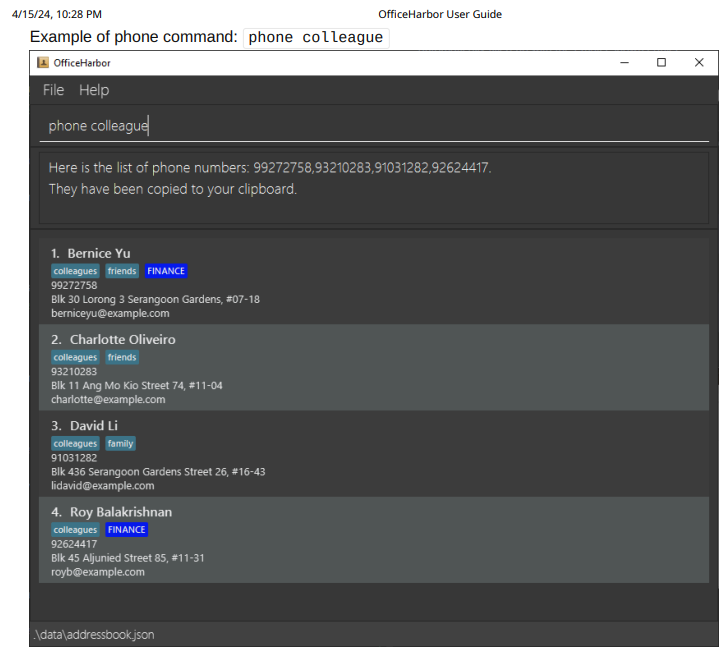 4/15/24, 10:28 PM OfficeHarbor User Guide
Example of phone command: phone colleague
OfficeHarbor
File Help
phone colleague
Here is the list of phone numbers: 99272758,93210283,91031282,92624417.
They have been copied to your clipboard.
1. Bernice Yu
colleagues friends FINANCE
99272758
Blk 30 Lorong 3 Serangoon Gardens, #07-18
berniceyu@example.com
2. Charlotte Oliveiro
colleagues friends
93210283
Blk 11 Ang Mo Kio Street 74, #11-04
charlotte@example.com
3. David Li
colleagues family
91031282
Blk 436 Serangoon Gardens Street 26, #16-43
lidavid@example.com
4. Roy Balakrishnan
colleagues FINANCE
92624417
Blk 45 Aljunied Street 85, #11-31
royb@example.com
.\data\addressbook.json